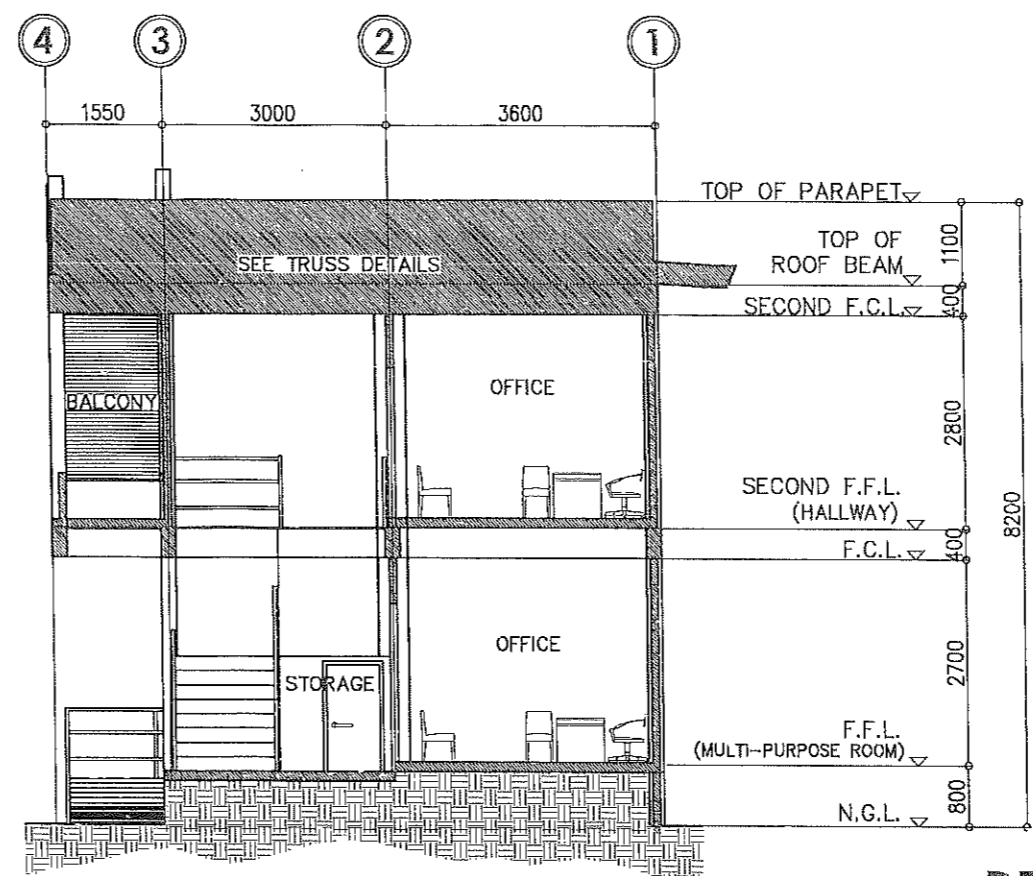 4 3 2 1
1550 3000 3600
TOP OF PARAPET
TOP OF
ROOF BEAM
1100
SEE TRUSS DETAILS
SECOND F.C.L.
400
OFFICE
BALCONY
2800
SECOND F.F.L.
(HALLWAY)
8200
F.C.L.
400
OFFICE
2700
STORAGE
F.F.L.
(MULTI-PURPOSE ROOM)
800
N.G.L.